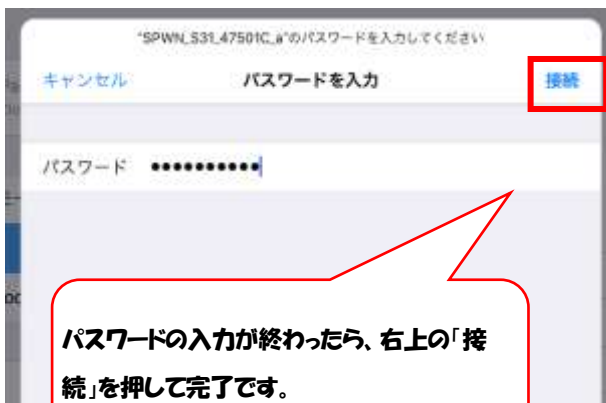 "SPWN_S31_47501C_a"のパスワードを入力してください
キャンセル パスワードを入力 接続
パスワード ••••••••••
パスワードの入力が終わったら、右上の「接
続」を押して完了です。